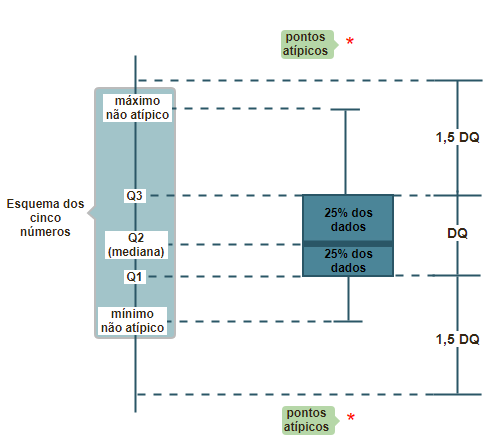 pontos
atípicos *
máximo
não atípico
1,5 DQ
Q3
Esquema dos
cinco
números
25% dos
dados
Q2
(mediana)
DQ
25% dos
dados
Q1
mínimo
não atípico
1,5 DQ
pontos
atípicos *